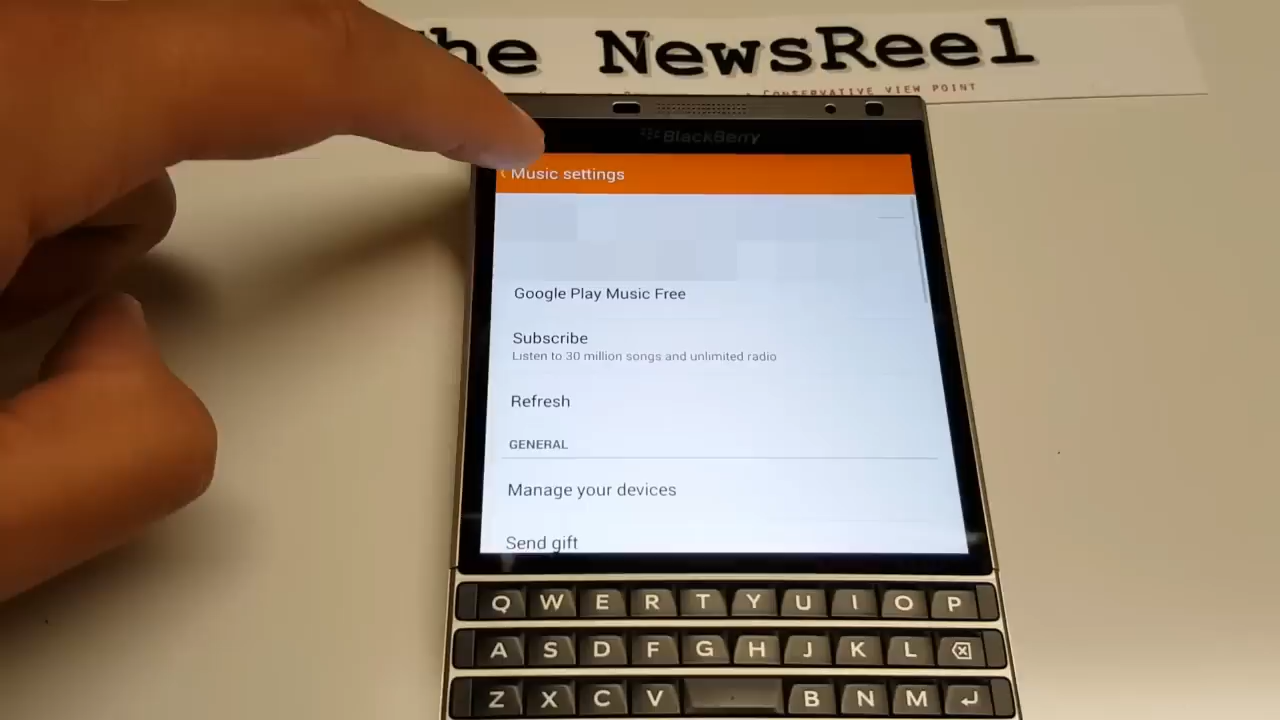 he NewsReel
Conservative view point
BlackBerry
‹ Music settings
Google Play Music Free
Subscribe
Listen to 30 million songs and unlimited radio
Refresh
GENERAL
Manage your devices
Send gift
Q W E R T Y U I O P
A S D F G H J K L
Z X C V B N M